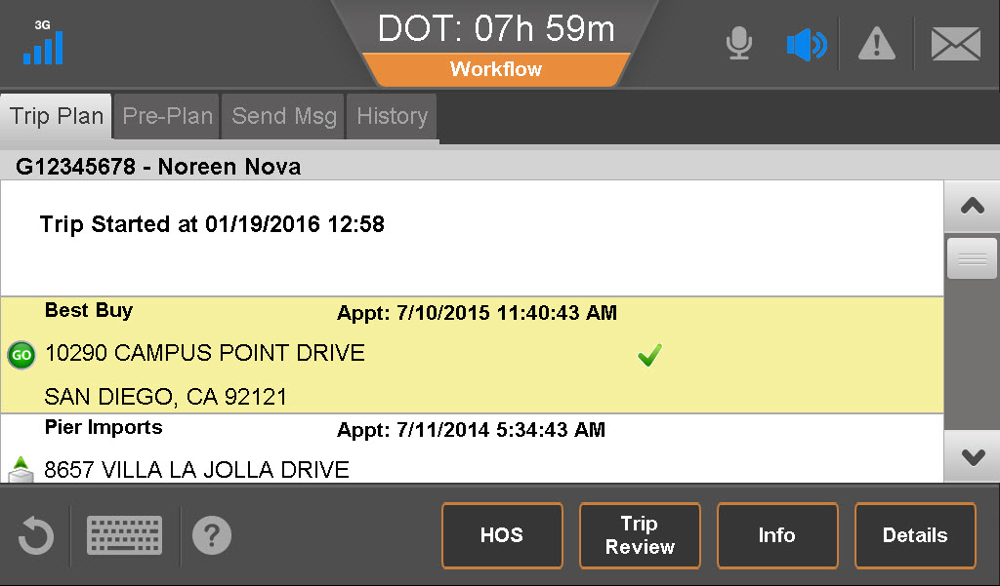 3G
DOT: 07h 59m
Workflow
Trip Plan
Pre-Plan
Send Msg
History
G12345678 - Noreen Nova
Trip Started at 01/19/2016 12:58
Best Buy
Appt: 7/10/2015 11:40:43 AM
GO
10290 CAMPUS POINT DRIVE
SAN DIEGO, CA 92121
Pier Imports
Appt: 7/11/2014 5:34:43 AM
8657 VILLA LA JOLLA DRIVE
?
HOS
Trip
Review
Info
Details